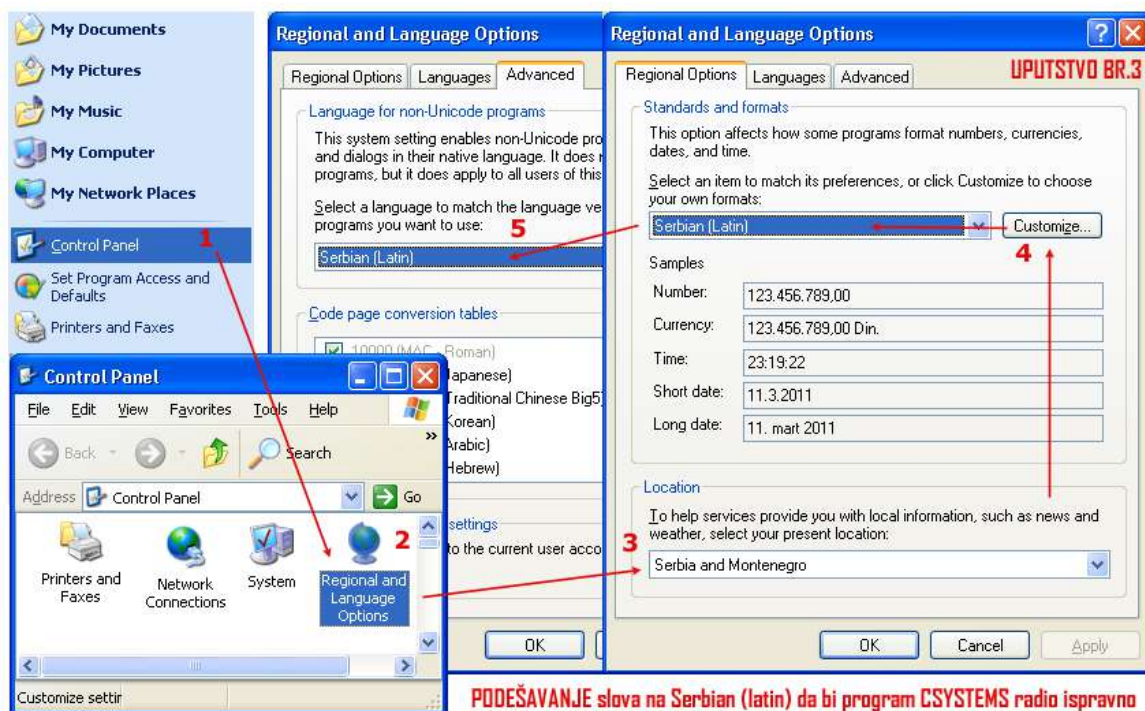 My Documents
My Pictures
My Music
My Computer
My Network Places
Control Panel
1
Set Program Access and
Defaults
Printers and Faxes
Control Panel
File Edit View Favorites Tools Help
Back Search
Address Control Panel Go
Printers and
Faxes
Network
Connections
System
Regional and
Language
Options
2
Customize settir
Regional and Language Options
Regional Options Languages Advanced
Language for non-Unicode programs
This system setting enables non-Unicode pro
and dialogs in their native language. It does
programs, but it does apply to all users of this
Select a language to match the language ve
programs you want to use:
5
Serbian (Latin)
Code page conversion tables
10000 (MAC - Roman)
Japanese)
Traditional Chinese Big5)
Korean)
Arabic)
Hebrew)
settings
to the current user acco
OK
Regional and Language Options
UPUTSTVO BR.3
Regional Options Languages Advanced
Standards and formats
This option affects how some programs format numbers, currencies,
dates, and time.
Select an item to match its preferences, or click Customize to choose
your own formats:
Serbian (Latin) Customize...
4
Samples
Number: 123.456.789,00
Currency: 123.456.789,00 Din.
Time: 23:19:22
Short date: 11.3.2011
Long date: 11. mart 2011
Location
To help services provide you with local information, such as news and
weather, select your present location:
3
Serbia and Montenegro
OK Cancel Apply
PODEŠAVANJE slova na Serbian (latin) da bi program CSYSTEMS radio ispravno